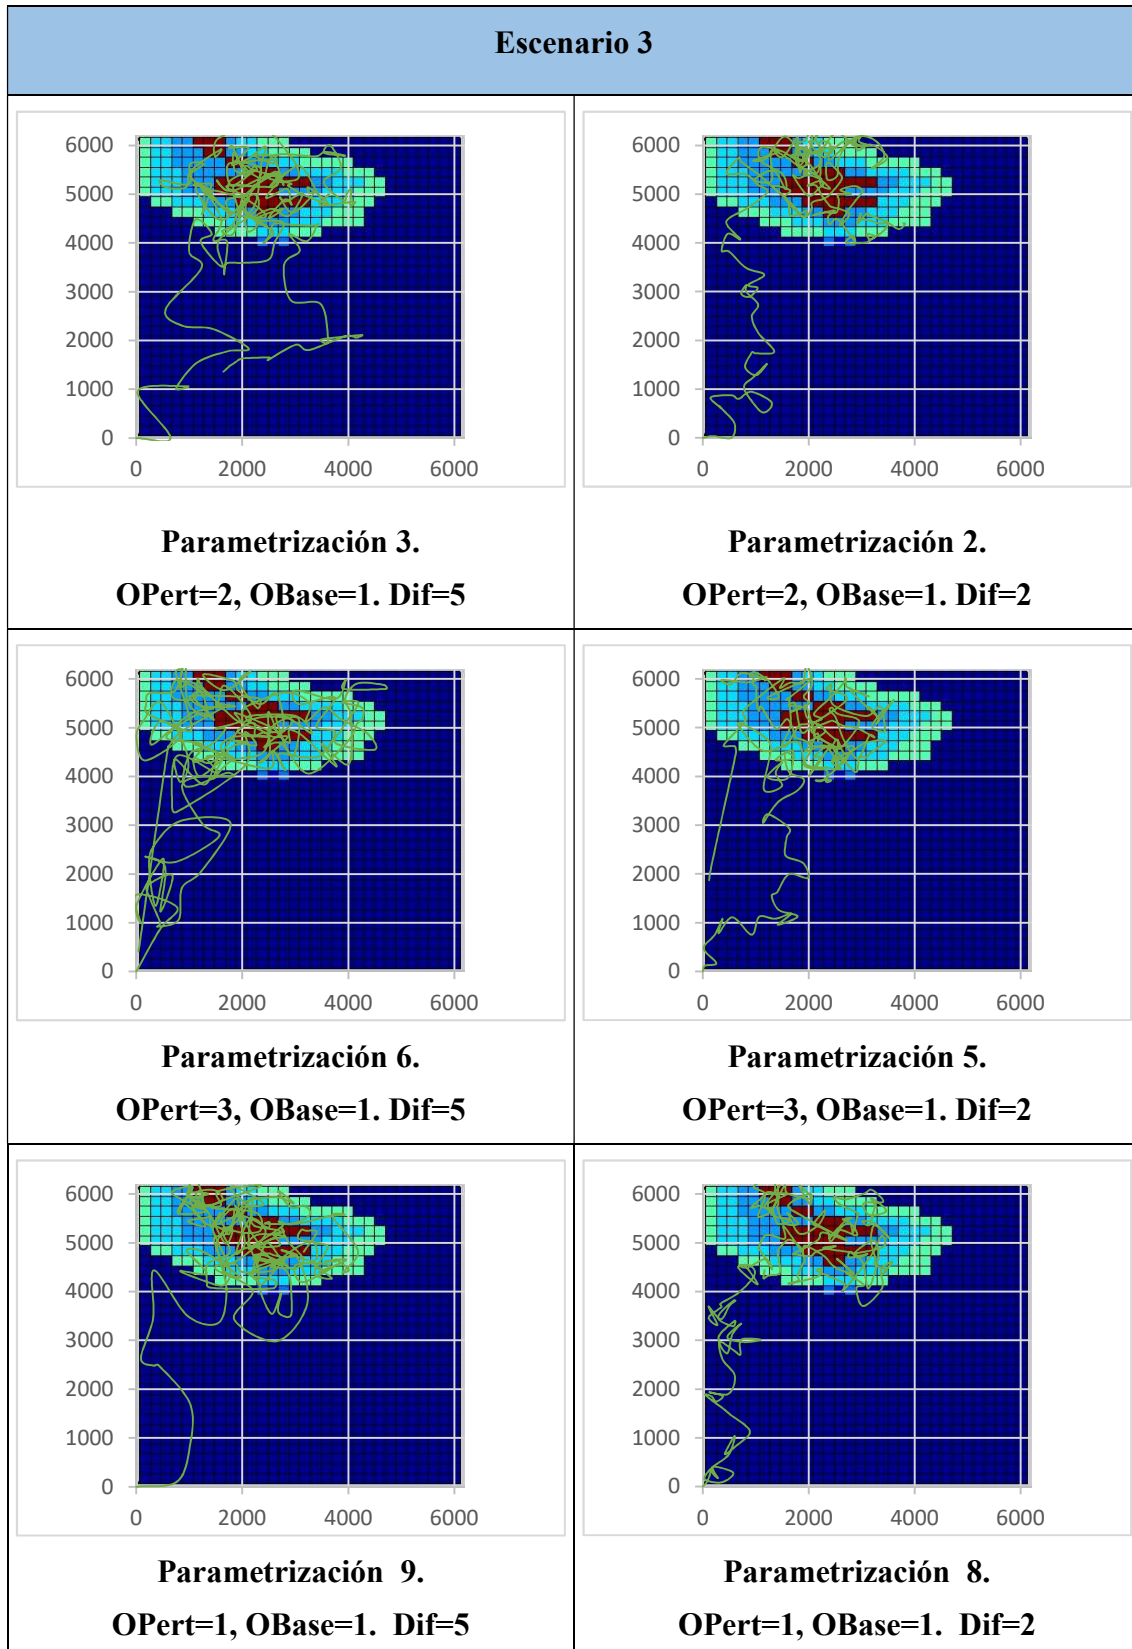 Escenario 3
6000
5000
4000
3000
2000
1000
0
0 2000 4000 6000
Parametrización 3.
OPert=2, OBase=1. Dif=5
6000
5000
4000
3000
2000
1000
0
0 2000 4000 6000
Parametrización 2.
OPert=2, OBase=1. Dif=2
6000
5000
4000
3000
2000
1000
0
0 2000 4000 6000
Parametrización 6.
OPert=3, OBase=1. Dif=5
6000
5000
4000
3000
2000
1000
0
0 2000 4000 6000
Parametrización 5.
OPert=3, OBase=1. Dif=2
6000
5000
4000
3000
2000
1000
0
0 2000 4000 6000
Parametrización 9.
OPert=1, OBase=1. Dif=5
6000
5000
4000
3000
2000
1000
0
0 2000 4000 6000
Parametrización 8.
OPert=1, OBase=1. Dif=2